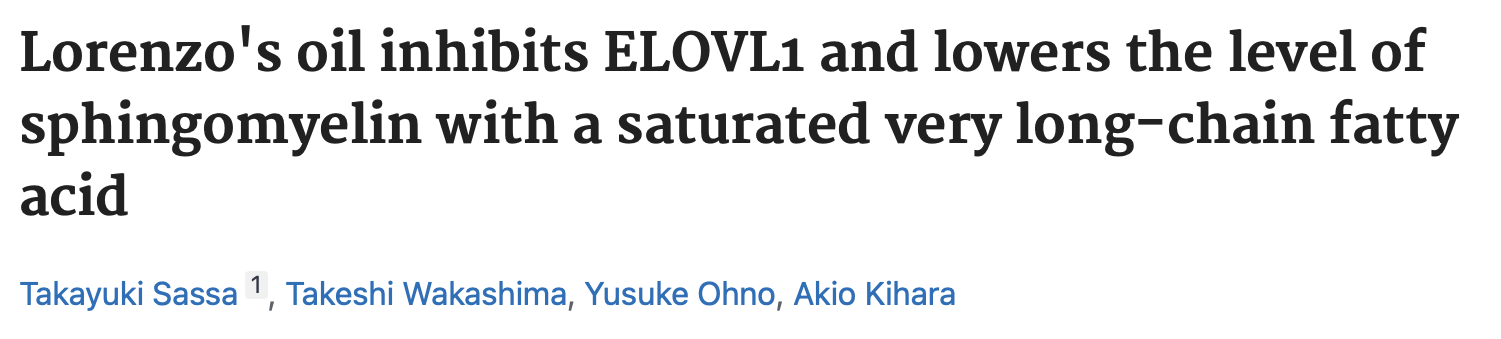 Lorenzo's oil inhibits ELOVL1 and lowers the level of
sphingomyelin with a saturated very long-chain fatty
acid
Takayuki Sassa 1, Takeshi Wakashima, Yusuke Ohno, Akio Kihara